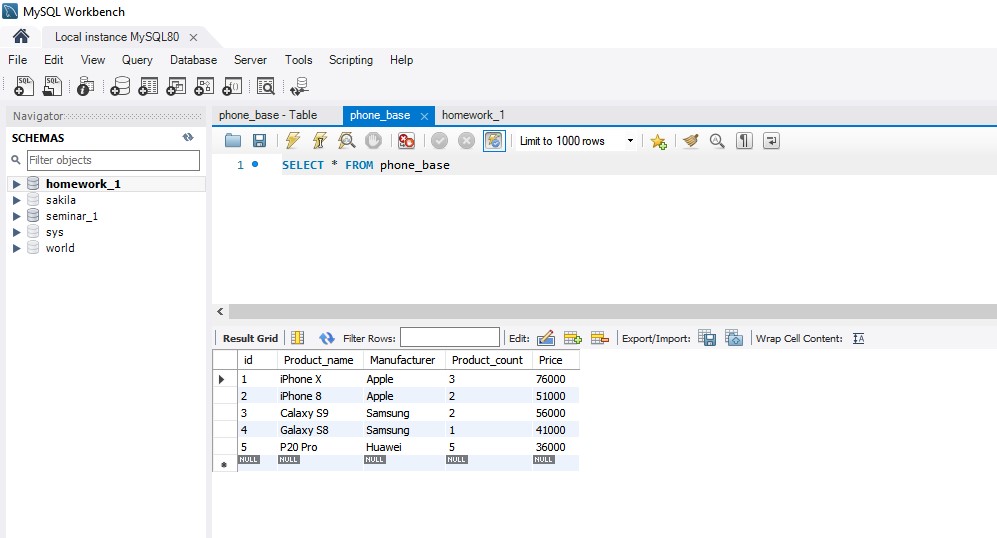 MySQL Workbench
Local instance MySQL80 ×
File Edit View Query Database Server Tools Scripting Help
Navigator
phone_base - Table phone_base × homework_1
SCHEMAS
Limit to 1000 rows
Filter objects
1 SELECT * FROM phone_base
homework_1
sakila
seminar_1
sys
world
Result Grid Filter Rows: Edit: Export/Import: Wrap Cell Content:
id Product_name Manufacturer Product_count Price
1 iPhone X Apple 3 76000
2 iPhone 8 Apple 2 51000
3 Calaxy S9 Samsung 2 56000
4 Galaxy S8 Samsung 1 41000
5 P20 Pro Huawei 5 36000
NULL NULL NULL NULL NULL